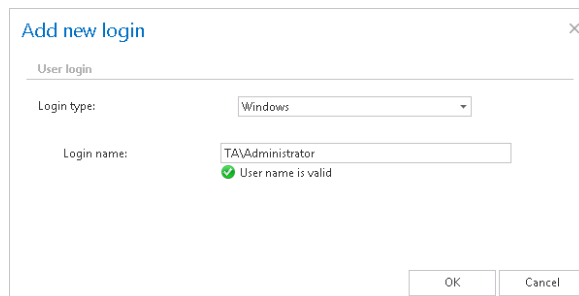 Add new login
User login
Login type:
Windows
Login name:
TA\Administrator
User name is valid
OK
Cancel